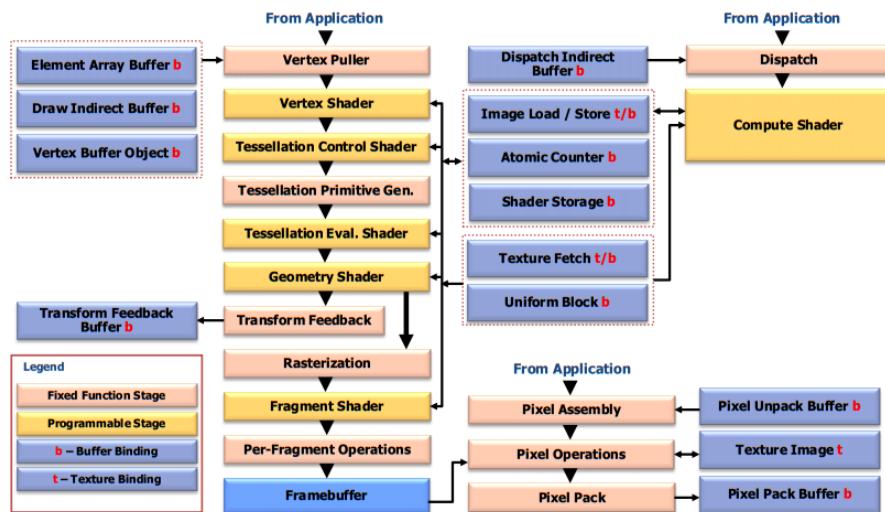 From Application
Vertex Puller
Element Array Buffer b
Draw Indirect Buffer b
Vertex Buffer Object b
Vertex Shader
Tessellation Control Shader
Tessellation Primitive Gen.
Tessellation Eval. Shader
Geometry Shader
Transform Feedback
Transform Feedback
Buffer b
Rasterization
Fragment Shader
Per-Fragment Operations
Framebuffer
Legend
Fixed Function Stage
Programmable Stage
b – Buffer Binding
t – Texture Binding
From Application
Dispatch Indirect
Buffer b
Dispatch
Image Load / Store t/b
Atomic Counter b
Shader Storage b
Compute Shader
Texture Fetch t/b
Uniform Block b
From Application
Pixel Assembly
Pixel Unpack Buffer b
Pixel Operations
Texture Image t
Pixel Pack
Pixel Pack Buffer b